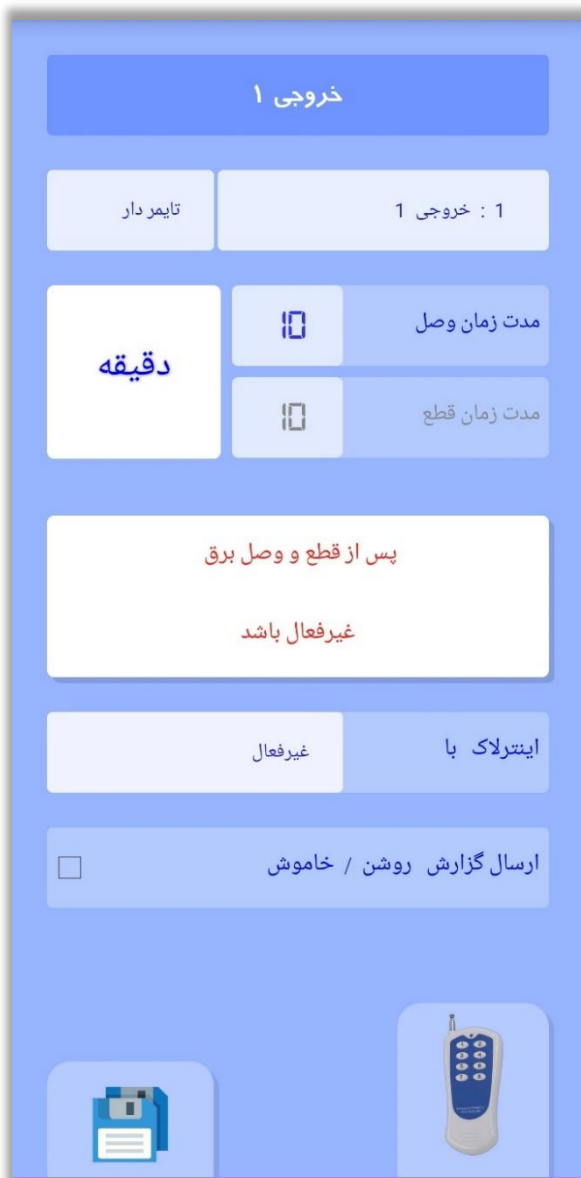 خروجی ۱
1 : خروجی 1
تایمر دار
مدت زمان وصل
10
دقیقه
مدت زمان قطع
10
پس از قطع و وصل برق
غیرفعال باشد
اینترلاک با
غیرفعال
ارسال گزارش روشن / خاموش